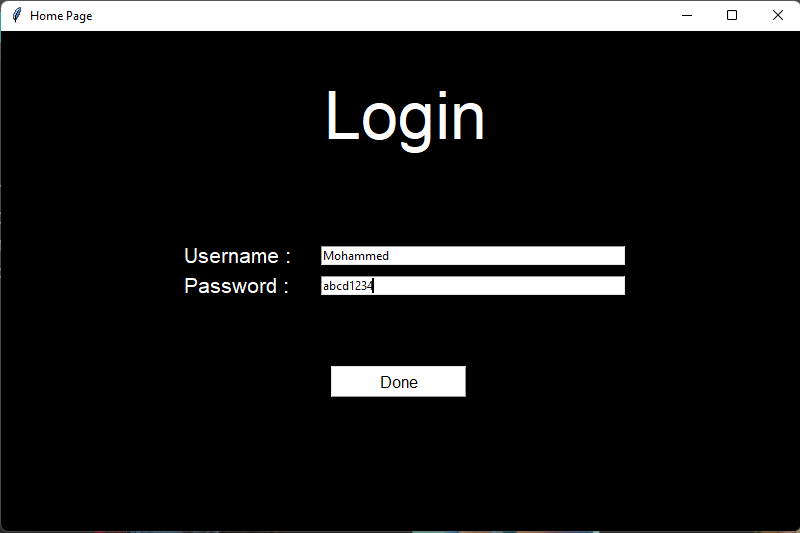 Home Page
Login
Username : Mohammed
Password : abcd1234
Done